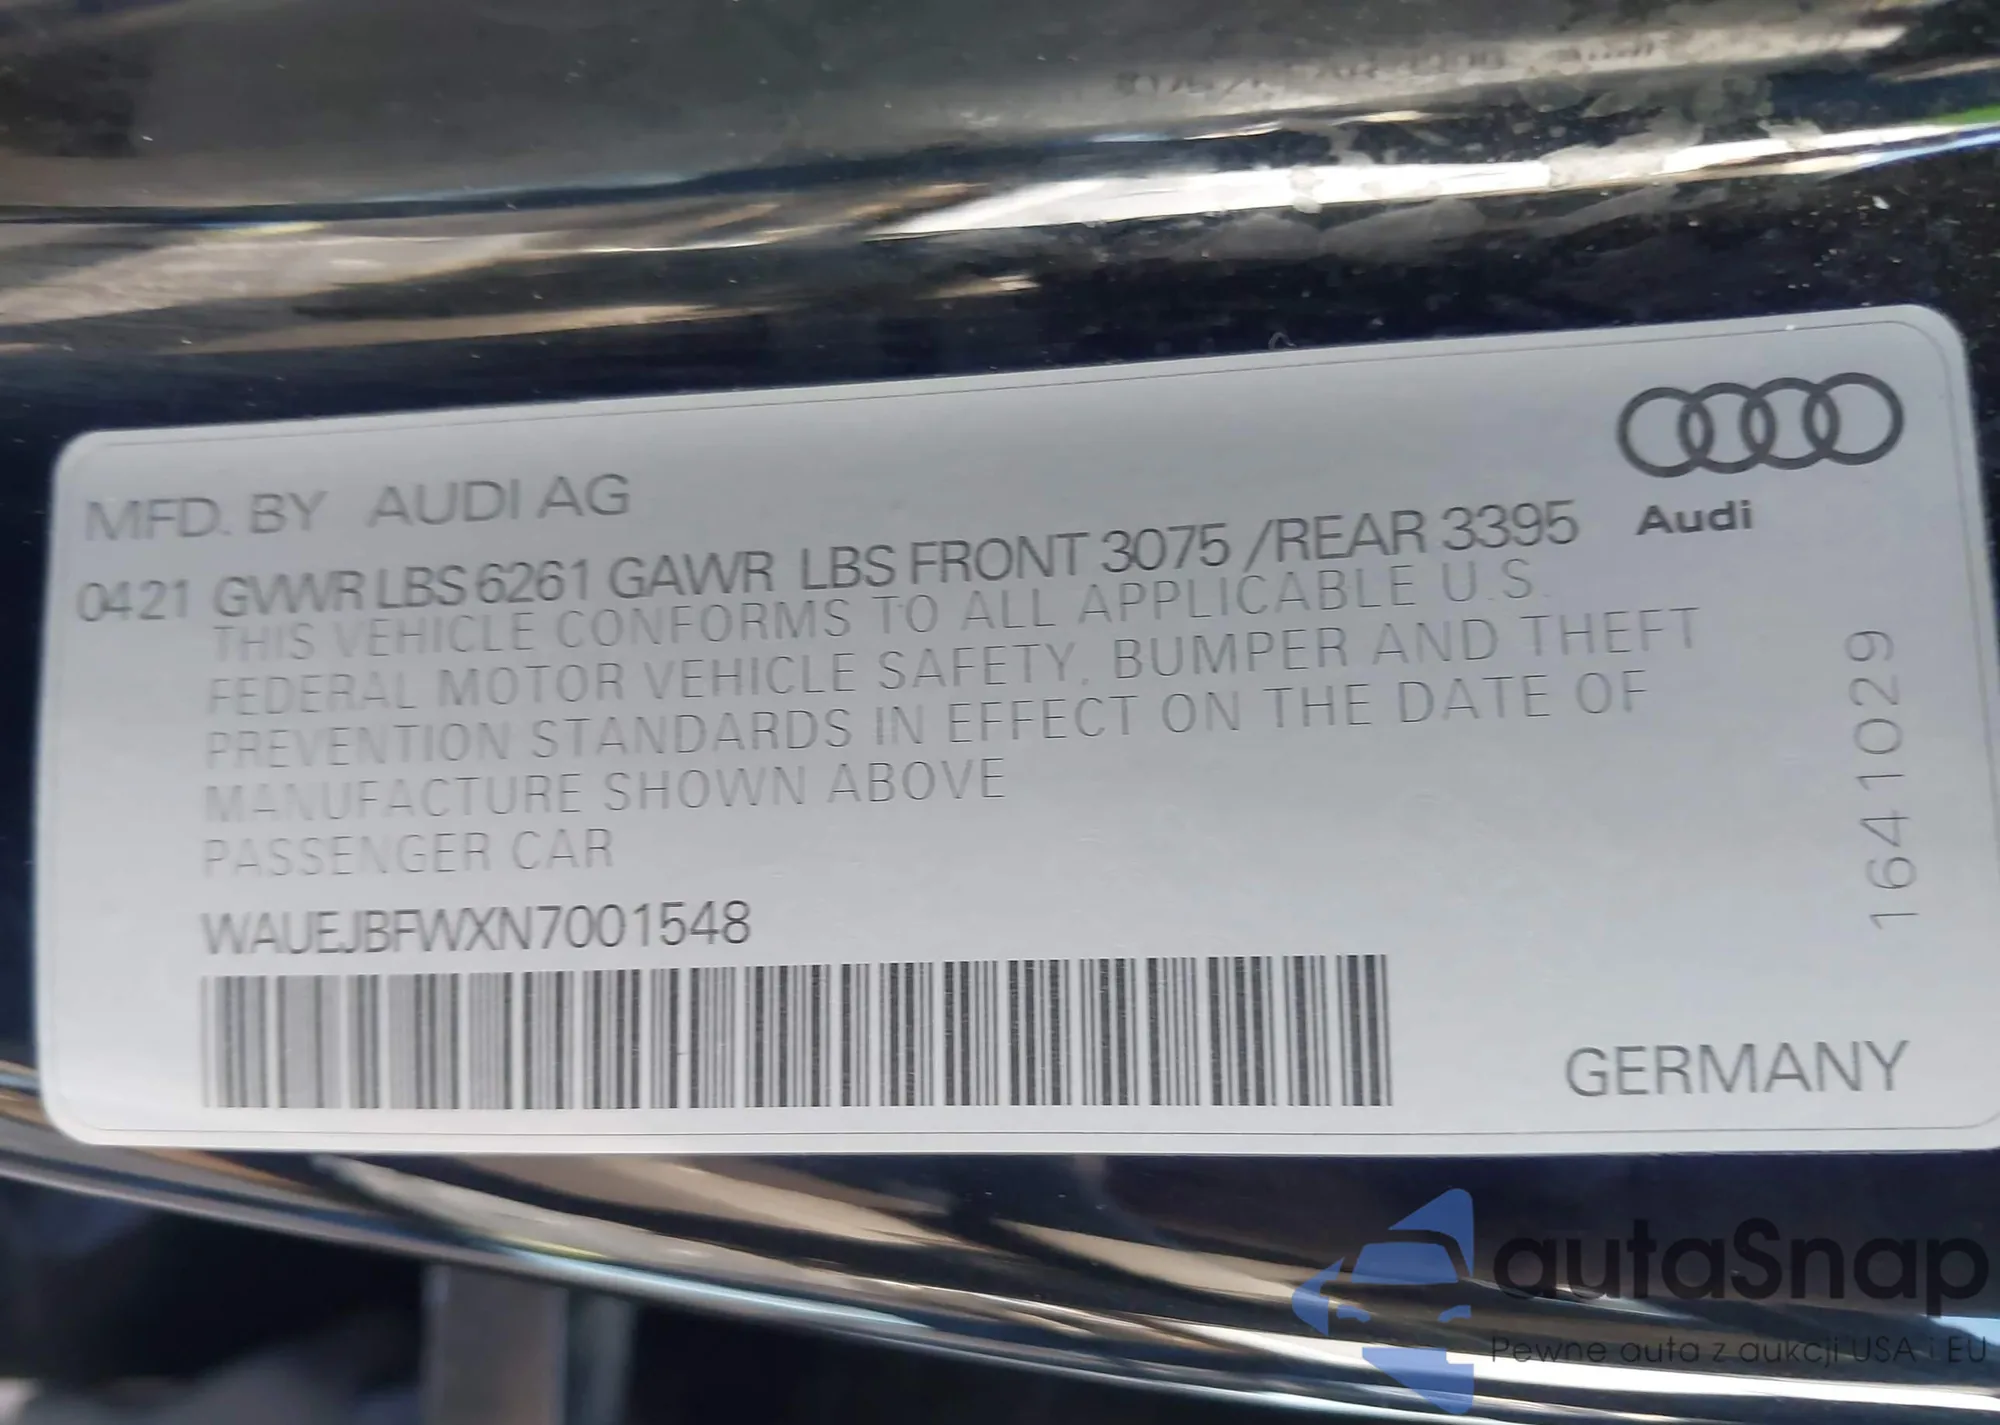 MFD. BY AUDI AG
Audi
0421 GVWR LBS 6261 GAWR LBS FRONT 3075 /REAR 3395
THIS VEHICLE CONFORMS TO ALL APPLICABLE U.S.
FEDERAL MOTOR VEHICLE SAFETY, BUMPER AND THEFT
PREVENTION STANDARDS IN EFFECT ON THE DATE OF
MANUFACTURE SHOWN ABOVE
PASSENGER CAR
WAUEJBFWXN7001548
1641029
GERMANY
autaSnap
Pewne auta z aukcji USA i EU